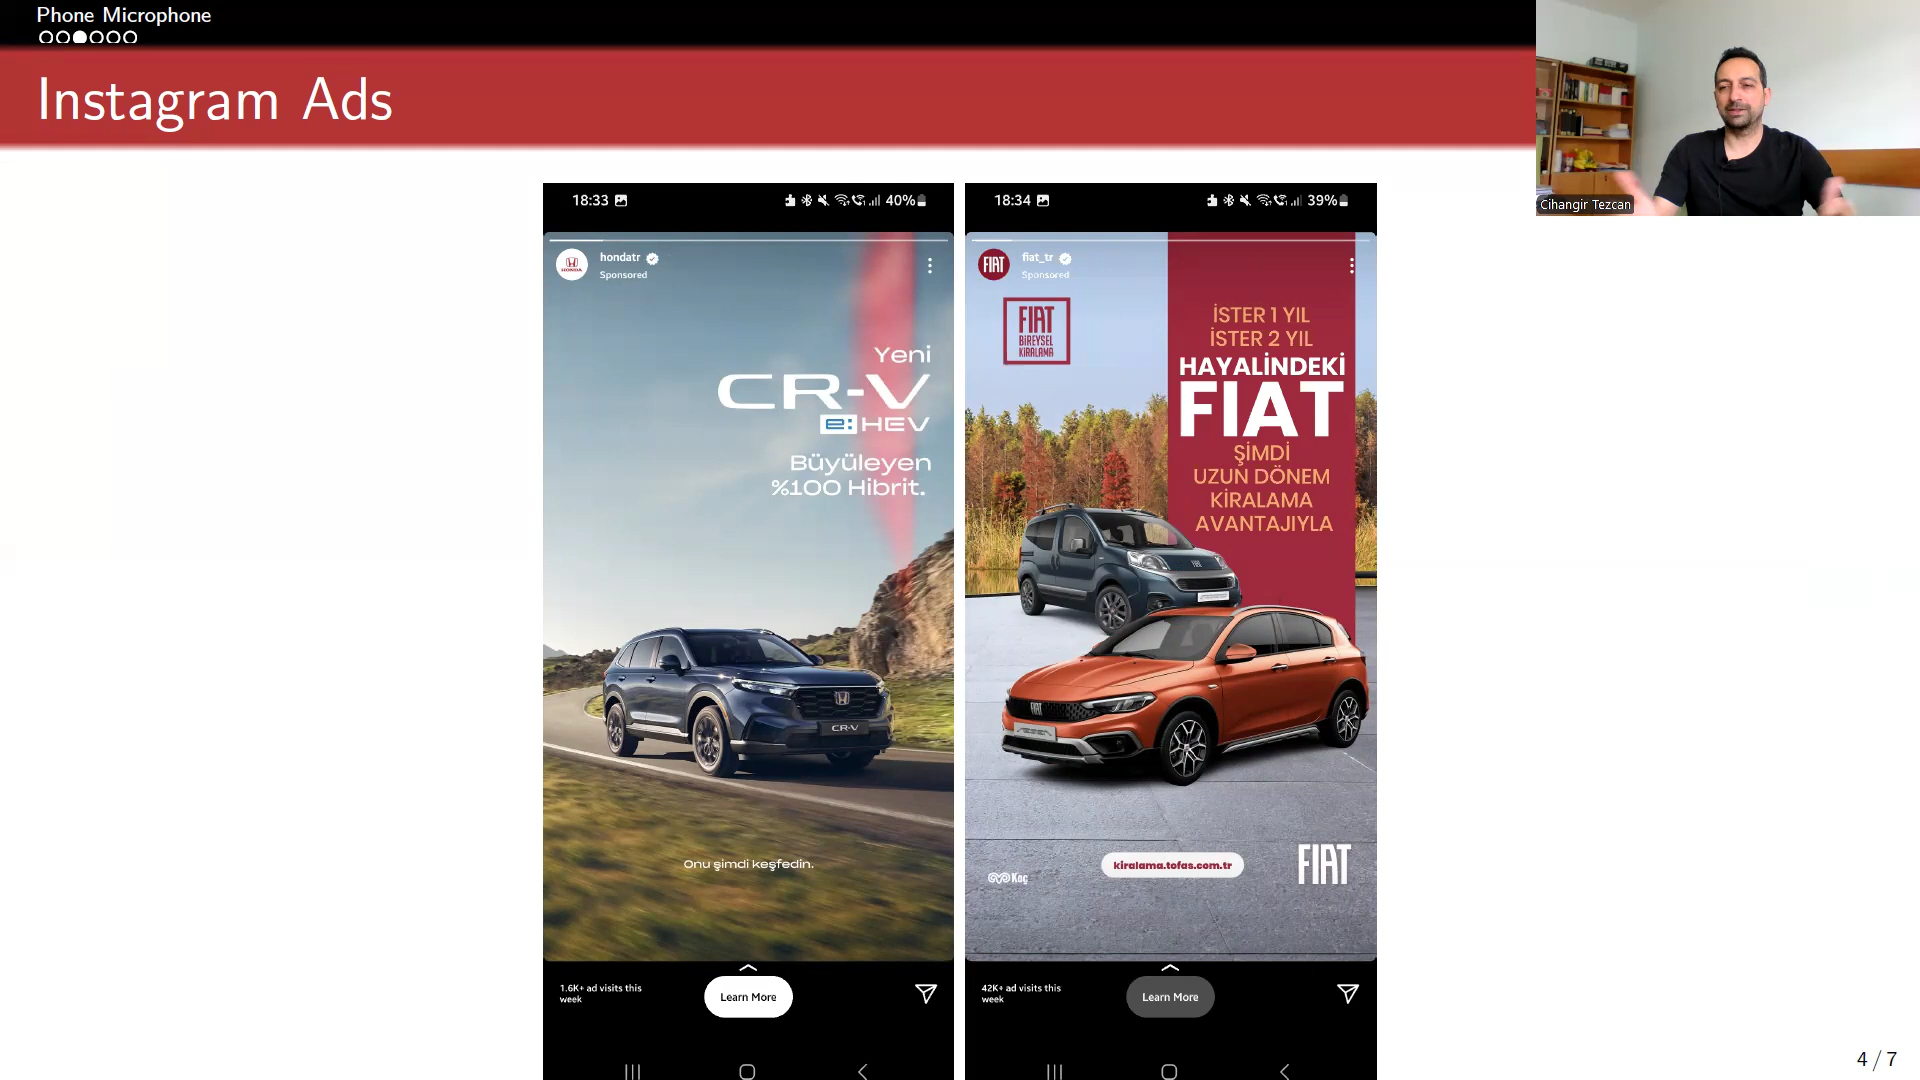 Phone Microphone
Instagram Ads
Cihangir Tezcan
18:33
40%
hondatr
Sponsored
HONDA
Yeni
CR-V
e:HEV
Büyüleyen
%100 Hibrit.
CR-V
Onu şimdi keşfedin.
1.6K+ ad visits this
week
Learn More
18:34
39%
FIAT
fiat_tr
Sponsored
FIAT
BİREYSEL
KİRALAMA
İSTER 1 YIL
İSTER 2 YIL
HAYALİNDEKİ
FIAT
ŞİMDİ
UZUN DÖNEM
KİRALAMA
AVANTAJIYLA
FIAT
kiralama.tofas.com.tr
Koç
FIAT
42K+ ad visits this
week
Learn More
4 / 7